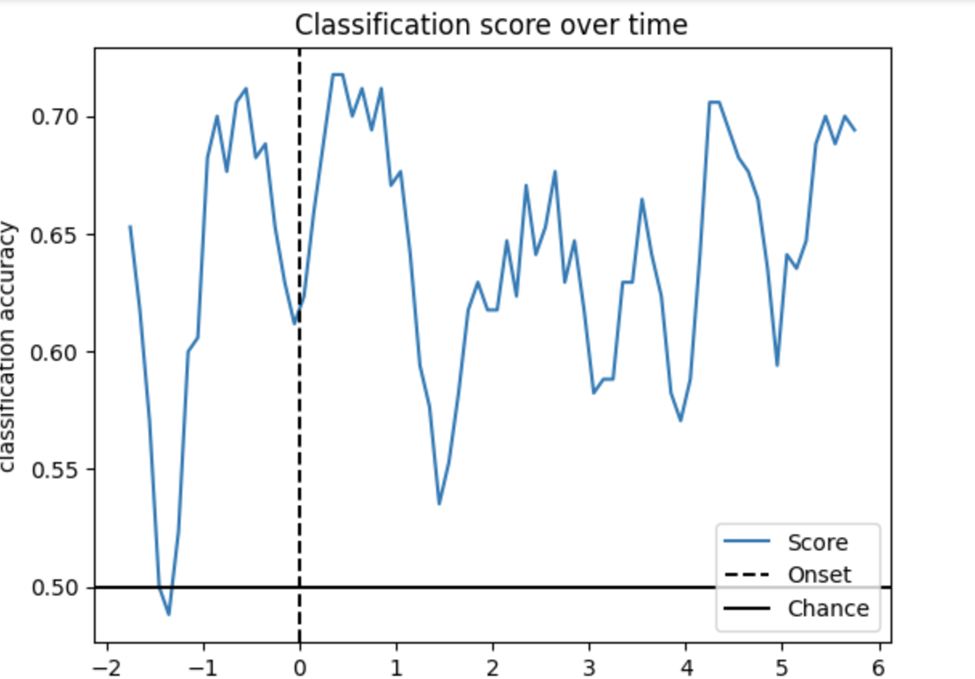 Classification score over time
classification accuracy
0.70
0.65
0.60
0.55
0.50
Score
Onset
Chance
−2 −1 0 1 2 3 4 5 6